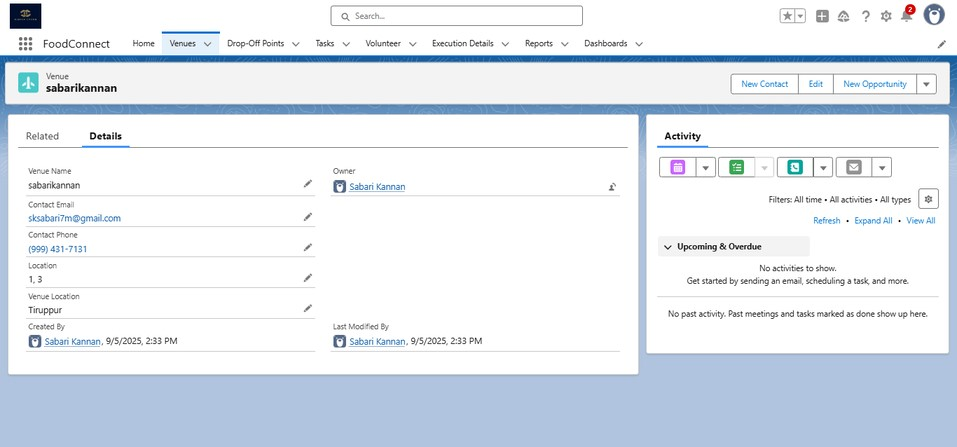 Search...
2
FoodConnect
Home
Venues
Drop-Off Points
Tasks
Volunteer
Execution Details
Reports
Dashboards
Venue
sabarikannan
New Contact
Edit
New Opportunity
Related
Details
Venue Name
sabarikannan
Owner
Sabari Kannan
Contact Email
sksabari7m@gmail.com
Contact Phone
(999) 431-7131
Location
1, 3
Venue Location
Tiruppur
Created By
Sabari Kannan, 9/5/2025, 2:33 PM
Last Modified By
Sabari Kannan, 9/5/2025, 2:33 PM
Activity
Filters: All time • All activities • All types
Refresh • Expand All • View All
Upcoming & Overdue
No activities to show.
Get started by sending an email, scheduling a task, and more.
No past activity. Past meetings and tasks marked as done show up here.